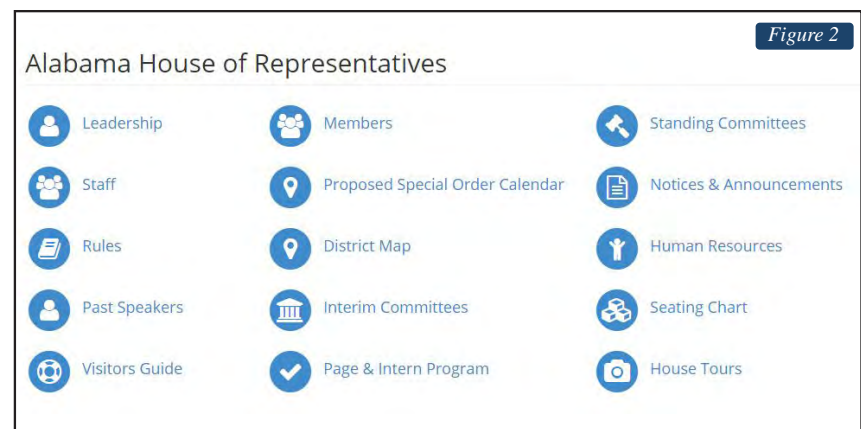 Figure 2
Alabama House of Representatives
Leadership
Members
Standing Committees
Staff
Proposed Special Order Calendar
Notices & Announcements
Rules
District Map
Human Resources
Past Speakers
Interim Committees
Seating Chart
Visitors Guide
Page & Intern Program
House Tours